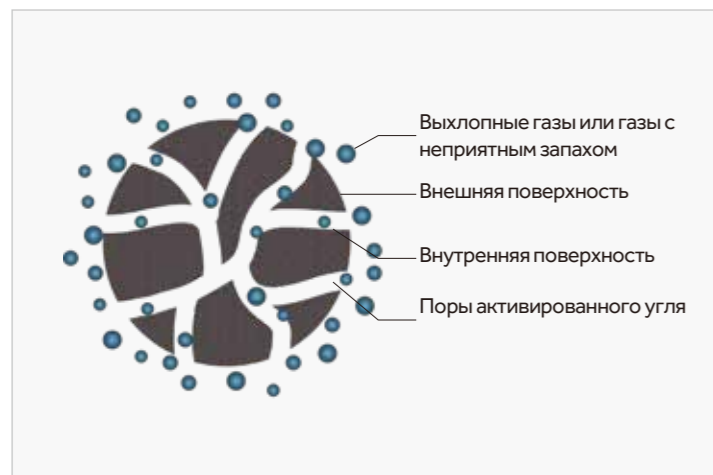 Выхлопные газы или газы с
неприятным запахом
Внешняя поверхность
Внутренняя поверхность
Поры активированного угля